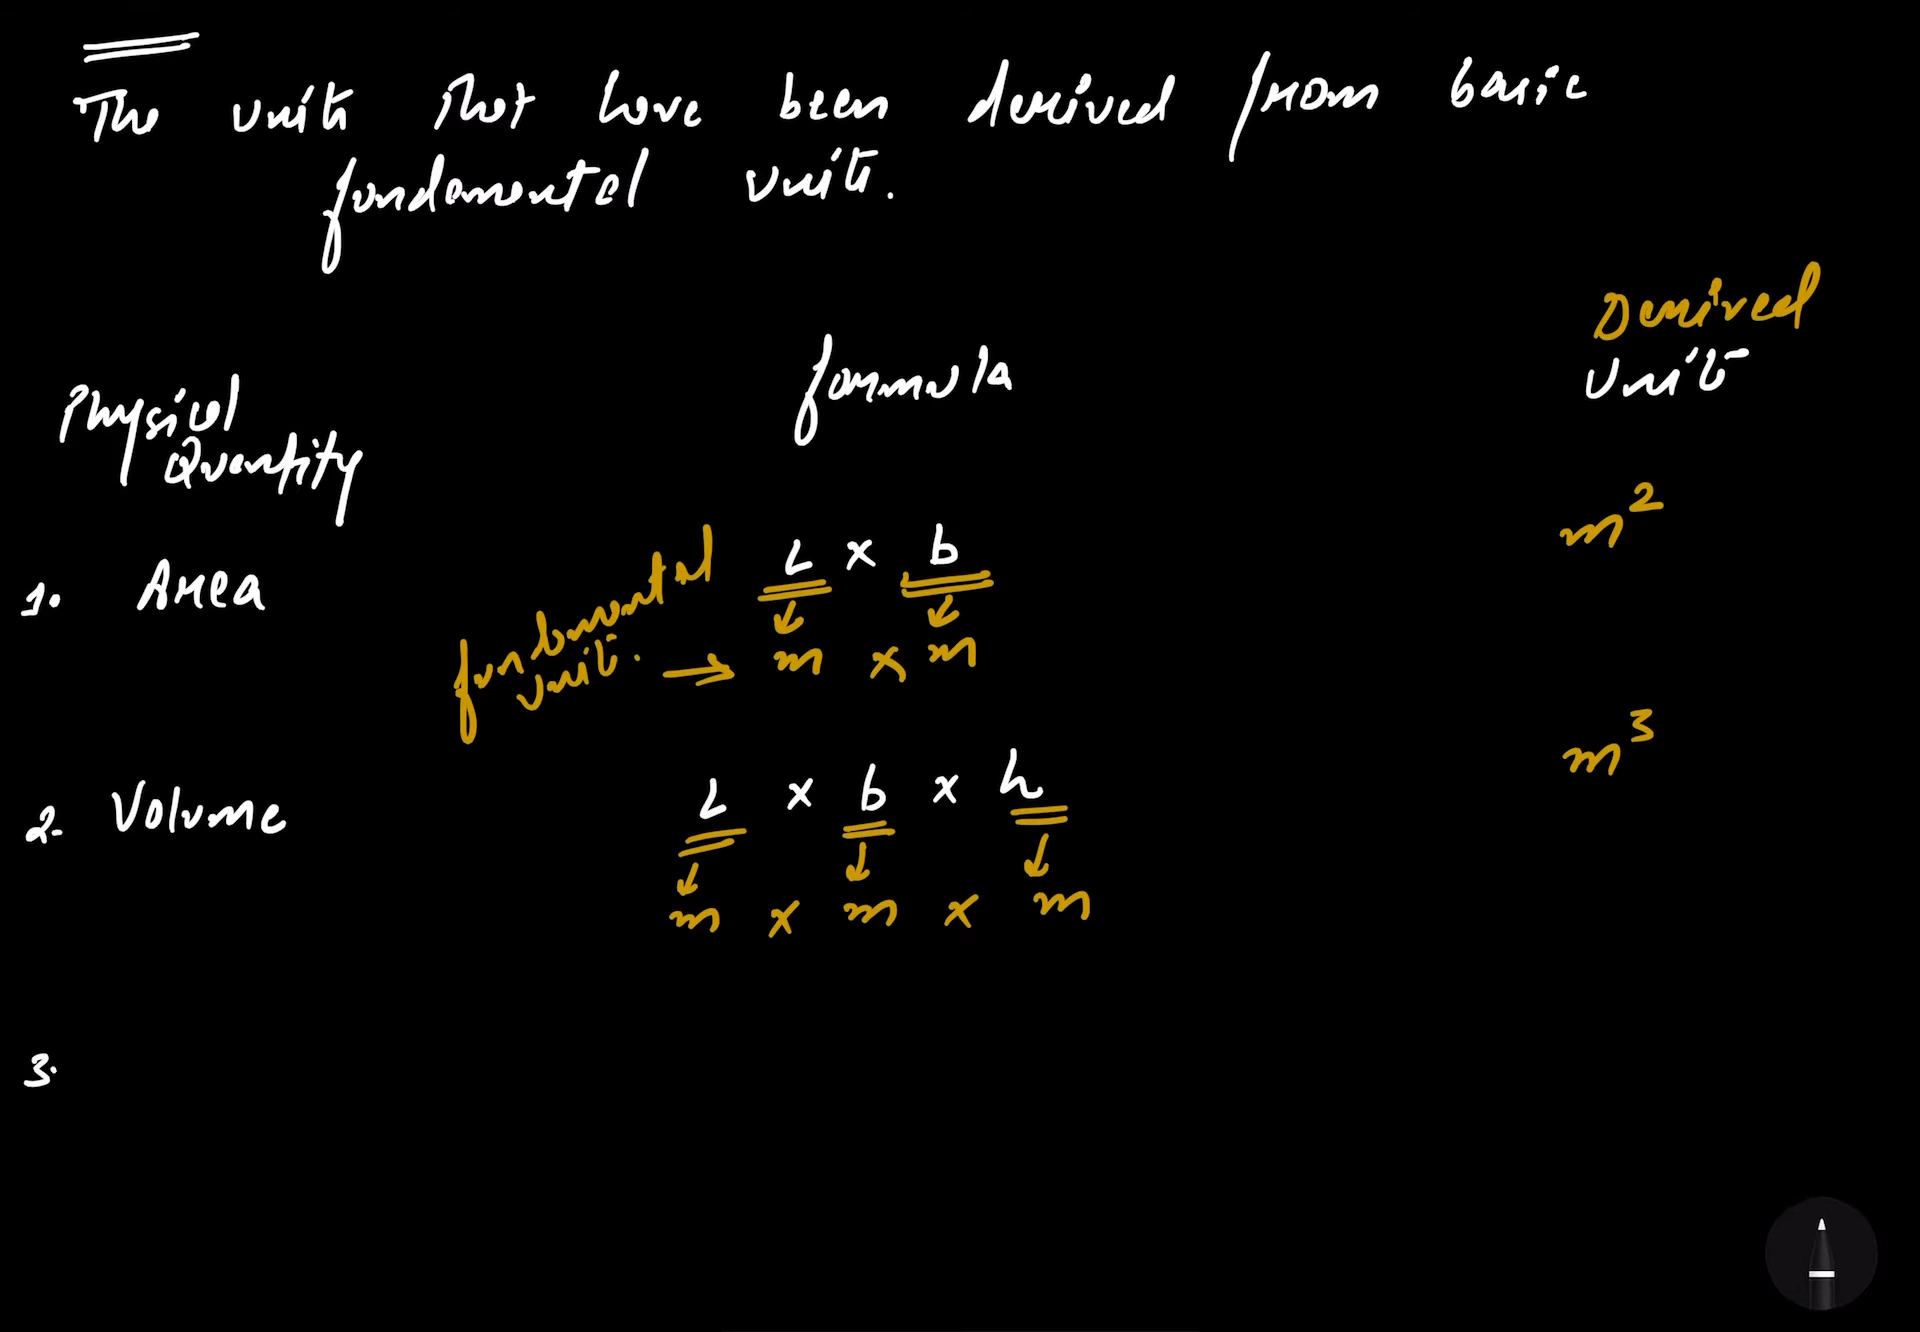 The units that have been derived from basic
fundamental units.
Physical Quantity
formula
Derived Unit
1. Area
L x b
fundamental unit. → m x m
m²
2. Volume
L x b x h
m x m x m
m³
3.